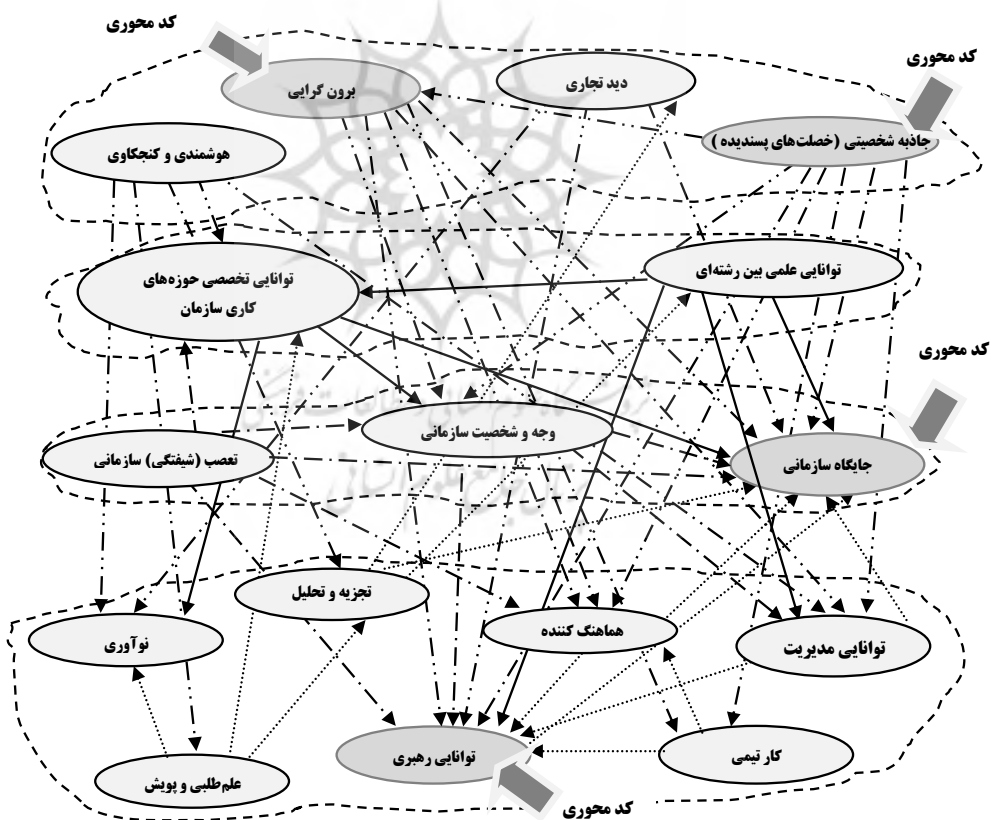 کد محوری
کد محوری
دید تجاری
برون گرایی
جاذبه شخصیتی (خصلت‌های پسندیده )
هوشمندی و کنجکاوی
توانایی علمی بین رشته‌ای
توانایی تخصصی حوزه‌های
کاری سازمان
کد محوری
وجه و شخصیت سازمانی
تعصب (شیفتگی) سازمانی
جایگاه سازمانی
تجزیه و تحلیل
هماهنگ کننده
نوآوری
توانایی مدیریت
کار تیمی
توانایی رهبری
علم‌طلبی و پویش
کد محوری